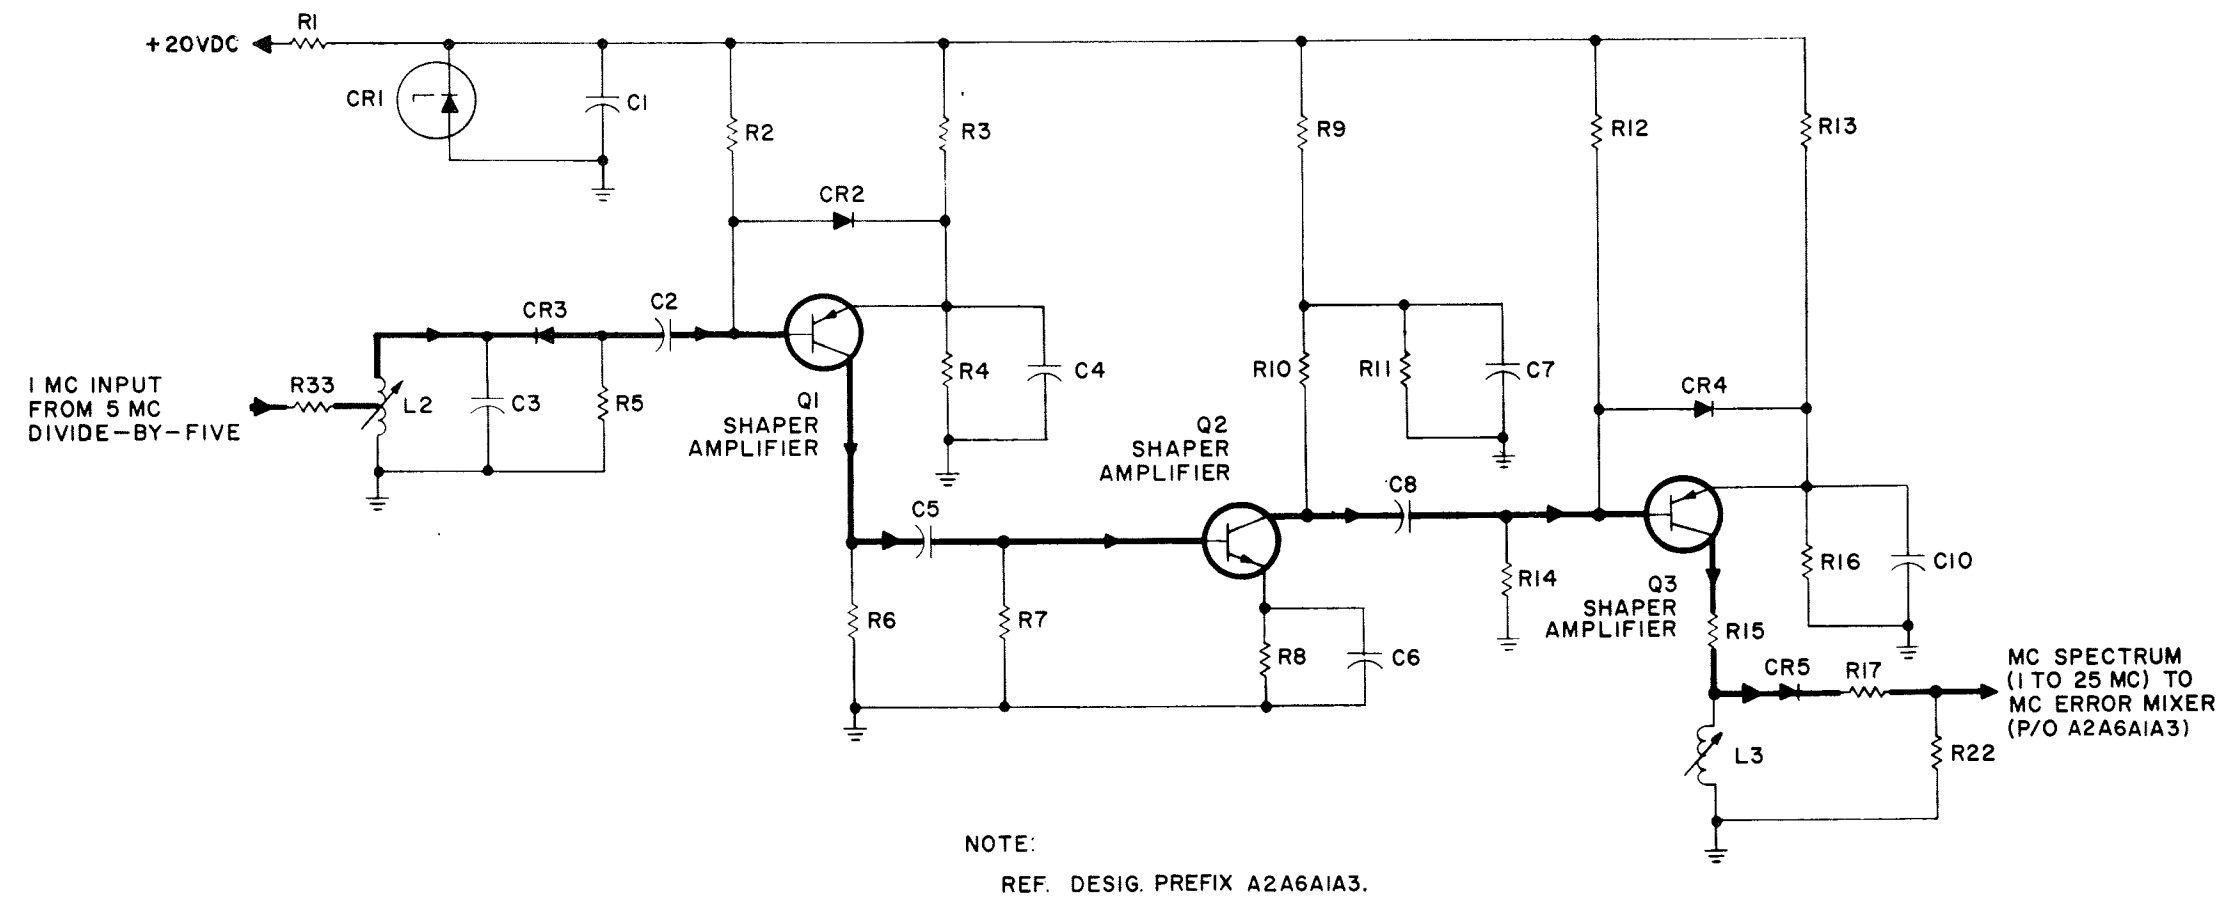 R1
+20VDC
CR1
C1
R2
R3
R9
R12
R13
CR2
C2
CR3
1 MC INPUT
FROM 5 MC
DIVIDE-BY-FIVE
R33
L2
C3
R5
Q1
SHAPER
AMPLIFIER
R4
C4
R10
R11
C7
CR4
Q2
SHAPER
AMPLIFIER
C5
C8
R6
R7
R8
C6
R14
Q3
SHAPER
AMPLIFIER
R16
C10
R15
CR5
R17
MC SPECTRUM
(1 TO 25 MC) TO
MC ERROR MIXER
(P/O A2A6A1A3)
L3
R22
NOTE:
REF. DESIG. PREFIX A2A6A1A3.